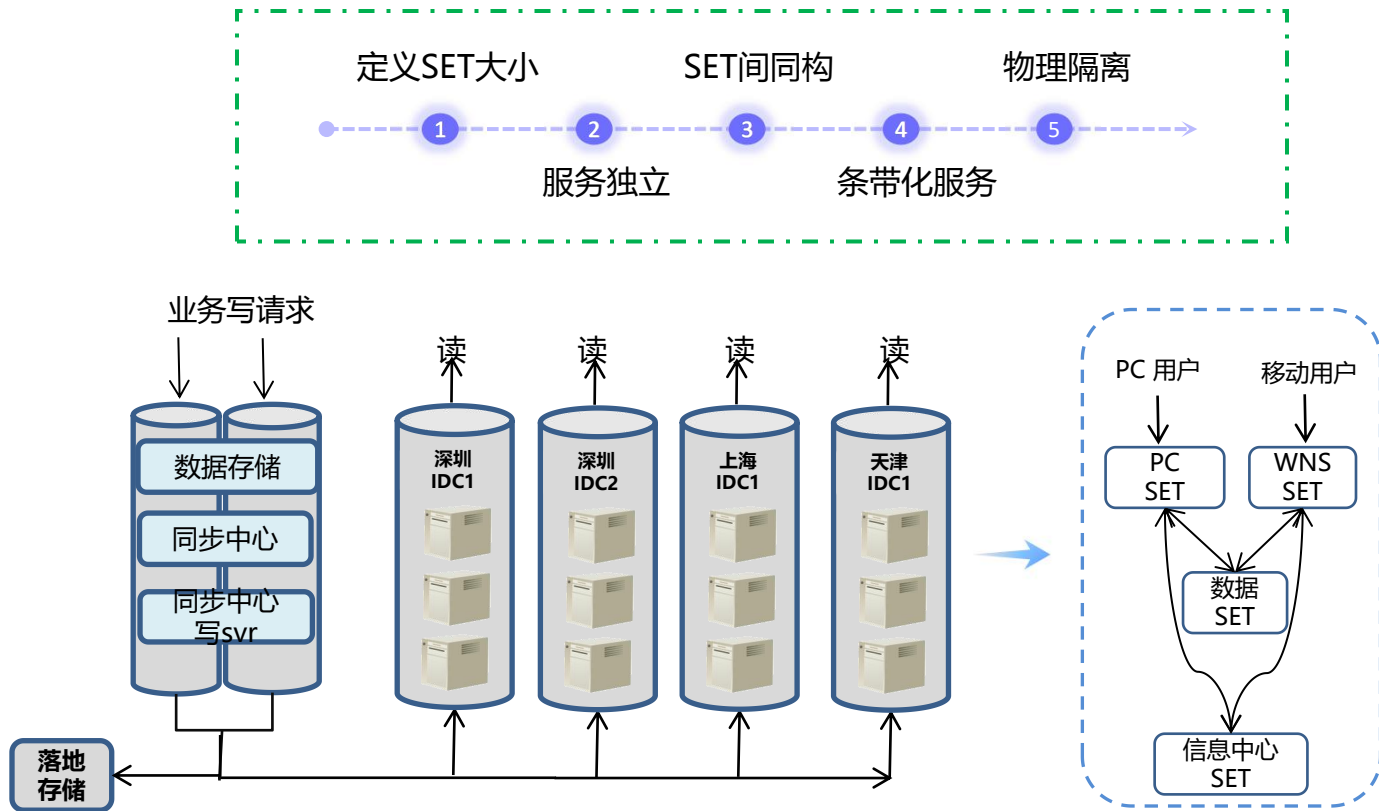 定义SET大小
SET间同构
物理隔离
1
2
3
4
5
服务独立
条带化服务
业务写请求
读
读
读
读
数据存储
同步中心
同步中心
写svr
深圳
IDC1
深圳
IDC2
上海
IDC1
天津
IDC1
落地
存储
PC 用户
移动用户
PC
SET
WNS
SET
数据
SET
信息中心
SET